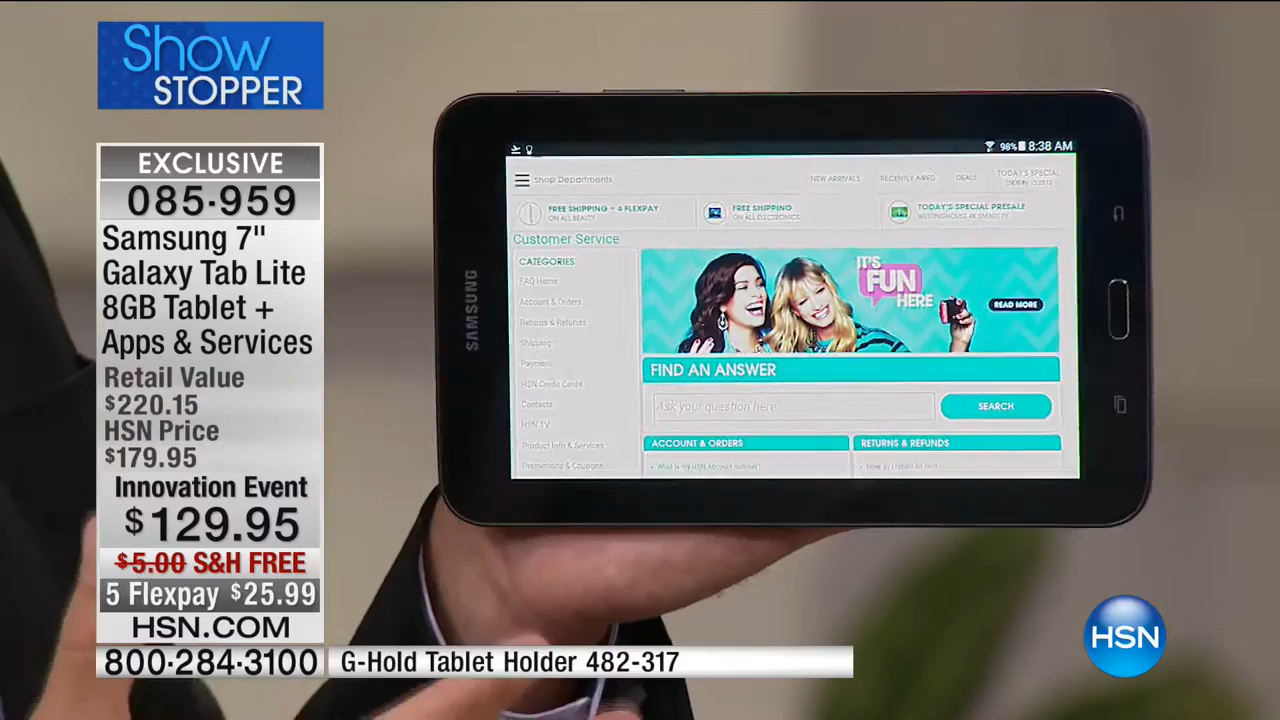 Show
STOPPER
EXCLUSIVE
085-959
Samsung 7"
Galaxy Tab Lite
8GB Tablet +
Apps & Services
Retail Value
$220.15
HSN Price
$179.95
Innovation Event
$129.95
$5.00 S&H FREE
5 Flexpay $25.99
HSN.COM
800-284-3100
G-Hold Tablet Holder 482-317
HSN
SAMSUNG
98% 8:38 AM
Shop Departments
NEW ARRIVALS
RECENTLY AIRED
DEALS
TODAY'S SPECIAL
FREE SHIPPING + 4 FLEXPAY
ON ALL BEAUTY
FREE SHIPPING
ON ALL ELECTRONICS
TODAY'S SPECIAL PRESALE
WESTINGHOUSE 4K SMART TV
Customer Service
CATEGORIES
FAQ Home
Account & Orders
Returns & Refunds
Shipping
Payment
HSN Credit Cards
Contacts
HSN TV
Product Info & Services
Promotions & Coupons
IT'S
FUN
HERE
READ MORE
FIND AN ANSWER
Ask your question here
SEARCH
ACCOUNT & ORDERS
RETURNS & REFUNDS